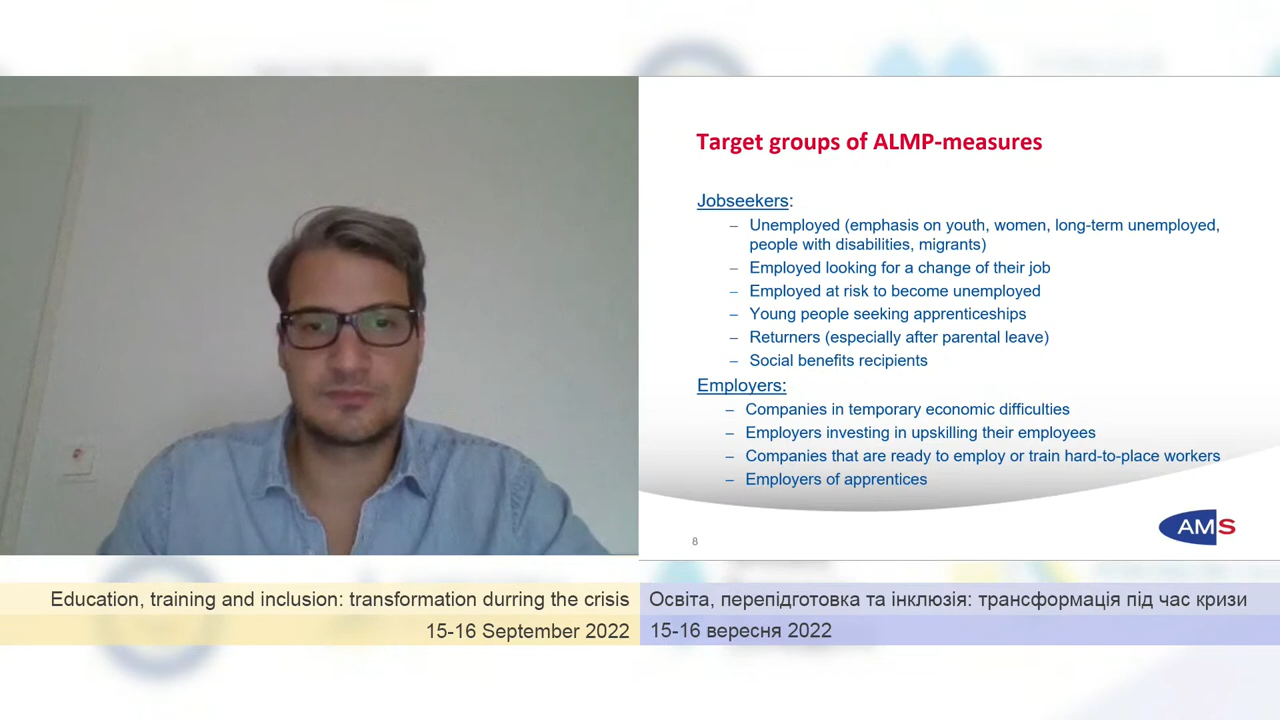 Target groups of ALMP-measures
Jobseekers:
– Unemployed (emphasis on youth, women, long-term unemployed,
people with disabilities, migrants)
– Employed looking for a change of their job
– Employed at risk to become unemployed
– Young people seeking apprenticeships
– Returners (especially after parental leave)
– Social benefits recipients
Employers:
– Companies in temporary economic difficulties
– Employers investing in upskilling their employees
– Companies that are ready to employ or train hard-to-place workers
– Employers of apprentices
8
AMS
Education, training and inclusion: transformation durring the crisis
15-16 September 2022
Освіта, перепідготовка та інклюзія: трансформація під час кризи
15-16 вересня 2022